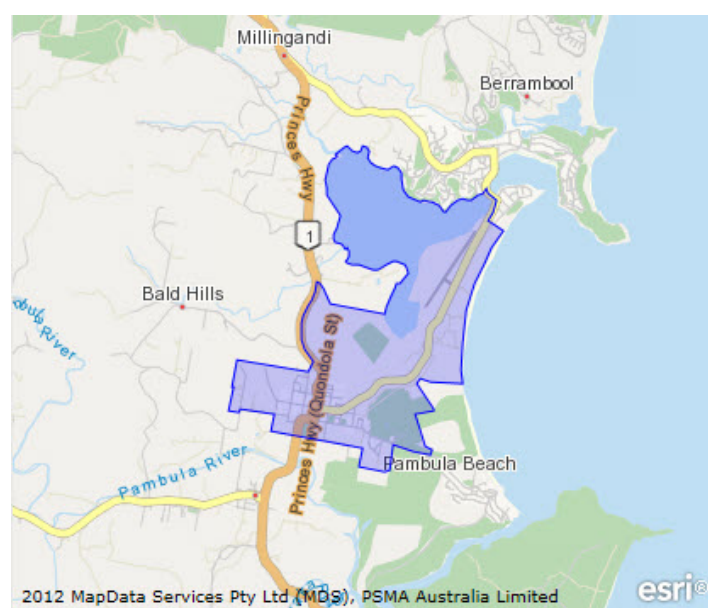 Millingandi
Berrambool
Princes Hwy
1
Bald Hills
River
Princes Hwy (Quondola St)
Pambula Beach
Pambula River
2012 MapData Services Pty Ltd (MDS), PSMA Australia Limited
esri®